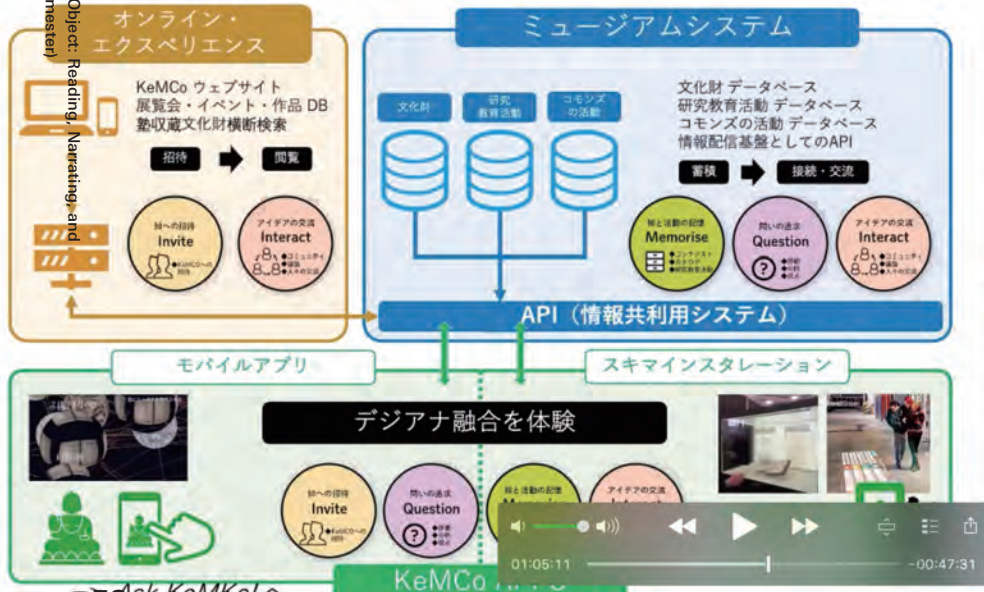 オンライン・
エクスペリエンス
Object: Reading, Narrating, and
mester)
KeMCo ウェブサイト
展覧会・イベント・作品 DB
塾収蔵文化財横断検索
招待
閲覧
Invite
アイデアの交流
Interact
ミュージアムシステム
文化財
研究
教育活動
コモンズ
の活動
文化財 データベース
研究教育活動 データベース
コモンズの活動 データベース
情報配信基盤としてのAPI
蓄積
接続・交流
Memorise
問いの追求
Question
アイデアの交流
Interact
API（情報共利用システム）
モバイルアプリ
スキマインスタレーション
デジアナ融合を体験
Invite
問いの追求
Question
アイデアの交流
01:05:11
-00:47:31
KeMCo